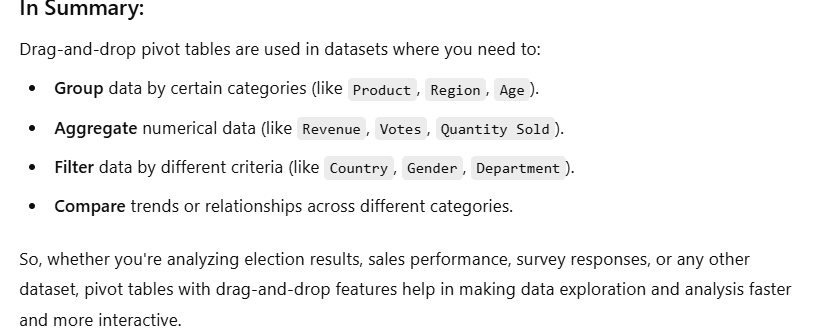 In Summary:
Drag-and-drop pivot tables are used in datasets where you need to:
• Group data by certain categories (like Product, Region, Age).
• Aggregate numerical data (like Revenue, Votes, Quantity Sold).
• Filter data by different criteria (like Country, Gender, Department).
• Compare trends or relationships across different categories.
So, whether you're analyzing election results, sales performance, survey responses, or any other
dataset, pivot tables with drag-and-drop features help in making data exploration and analysis faster
and more interactive.